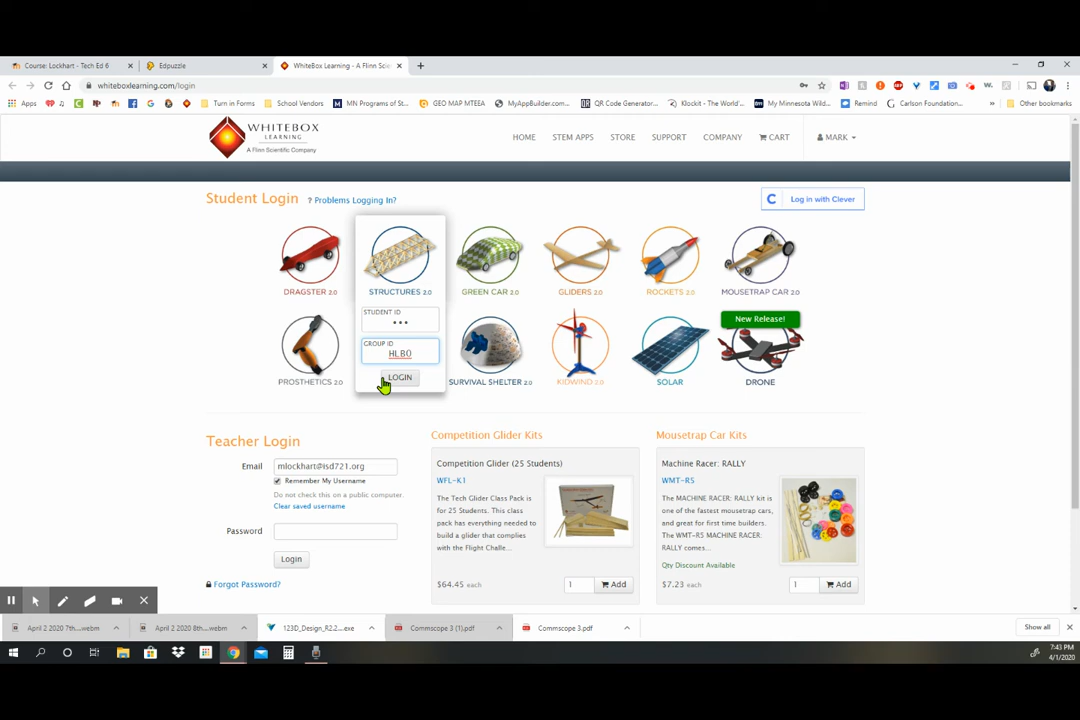 Course: Lockhart - Tech Ed 6
Edpuzzle
WhiteBox Learning - A Flinn Scie
whiteboxlearning.com/login
Apps
Turn in Forms
School Vendors
MN Programs of St...
GEO MAP MTEEA
MyAppBuilder.com...
QR Code Generator...
Klockit - The World'...
My Minnesota Wild...
Remind
Carlson Foundation...
Other bookmarks
WHITEBOX
LEARNING
A Flinn Scientific Company
HOME
STEM APPS
STORE
SUPPORT
COMPANY
CART
MARK
Student Login
? Problems Logging In?
C Log in with Clever
DRAGSTER 2.0
STRUCTURES 2.0
GREEN CAR 2.0
GLIDERS 2.0
ROCKETS 2.0
MOUSETRAP CAR 2.0
STUDENT ID
•••
GROUP ID
HLBO
LOGIN
New Release!
PROSTHETICS 2.0
SURVIVAL SHELTER 2.0
KIDWIND 2.0
SOLAR
DRONE
Teacher Login
Email
mlockhart@isd721.org
Remember My Username
Do not check this on a public computer.
Clear saved username
Password
Login
Forgot Password?
Competition Glider Kits
Competition Glider (25 Students)
WFL-K1
The Tech Glider Class Pack is
for 25 Students. This class
pack has everything needed to
build a glider that complies
with the Flight Challe...
$64.45 each
1
Add
Mousetrap Car Kits
Machine Racer: RALLY
WMT-R5
The MACHINE RACER: RALLY kit is
one of the fastest mousetrap cars,
and great for first time builders.
The WMT-R5 MACHINE RACER:
RALLY comes...
Qty Discount Available
$7.23 each
1
Add
April 2 2020 7th....webm
April 2 2020 8th....webm
123D_Design_R2.2....exe
Commscope 3 (1).pdf
Commscope 3.pdf
Show all
7:43 PM
4/1/2020